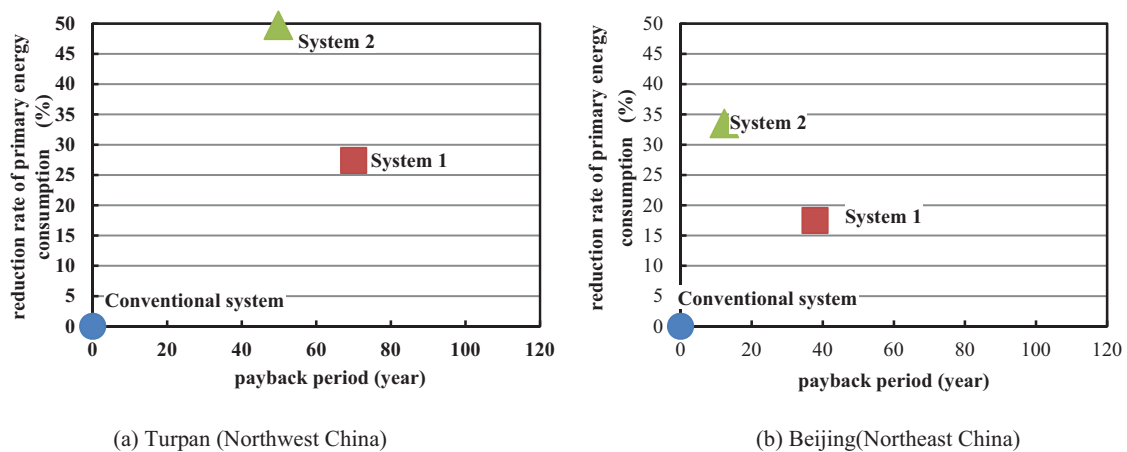 reduction rate of primary energy
consumption (%)
50
45
40
35
30
25
20
15
10
5
0
System 2
System 1
Conventional system
0 20 40 60 80 100 120
payback period (year)
(a) Turpan (Northwest China)
reduction rate of primary energy
consumption (%)
50
45
40
35
30
25
20
15
10
5
0
System 2
System 1
Conventional system
0 20 40 60 80 100 120
payback period (year)
(b) Beijing(Northeast China)